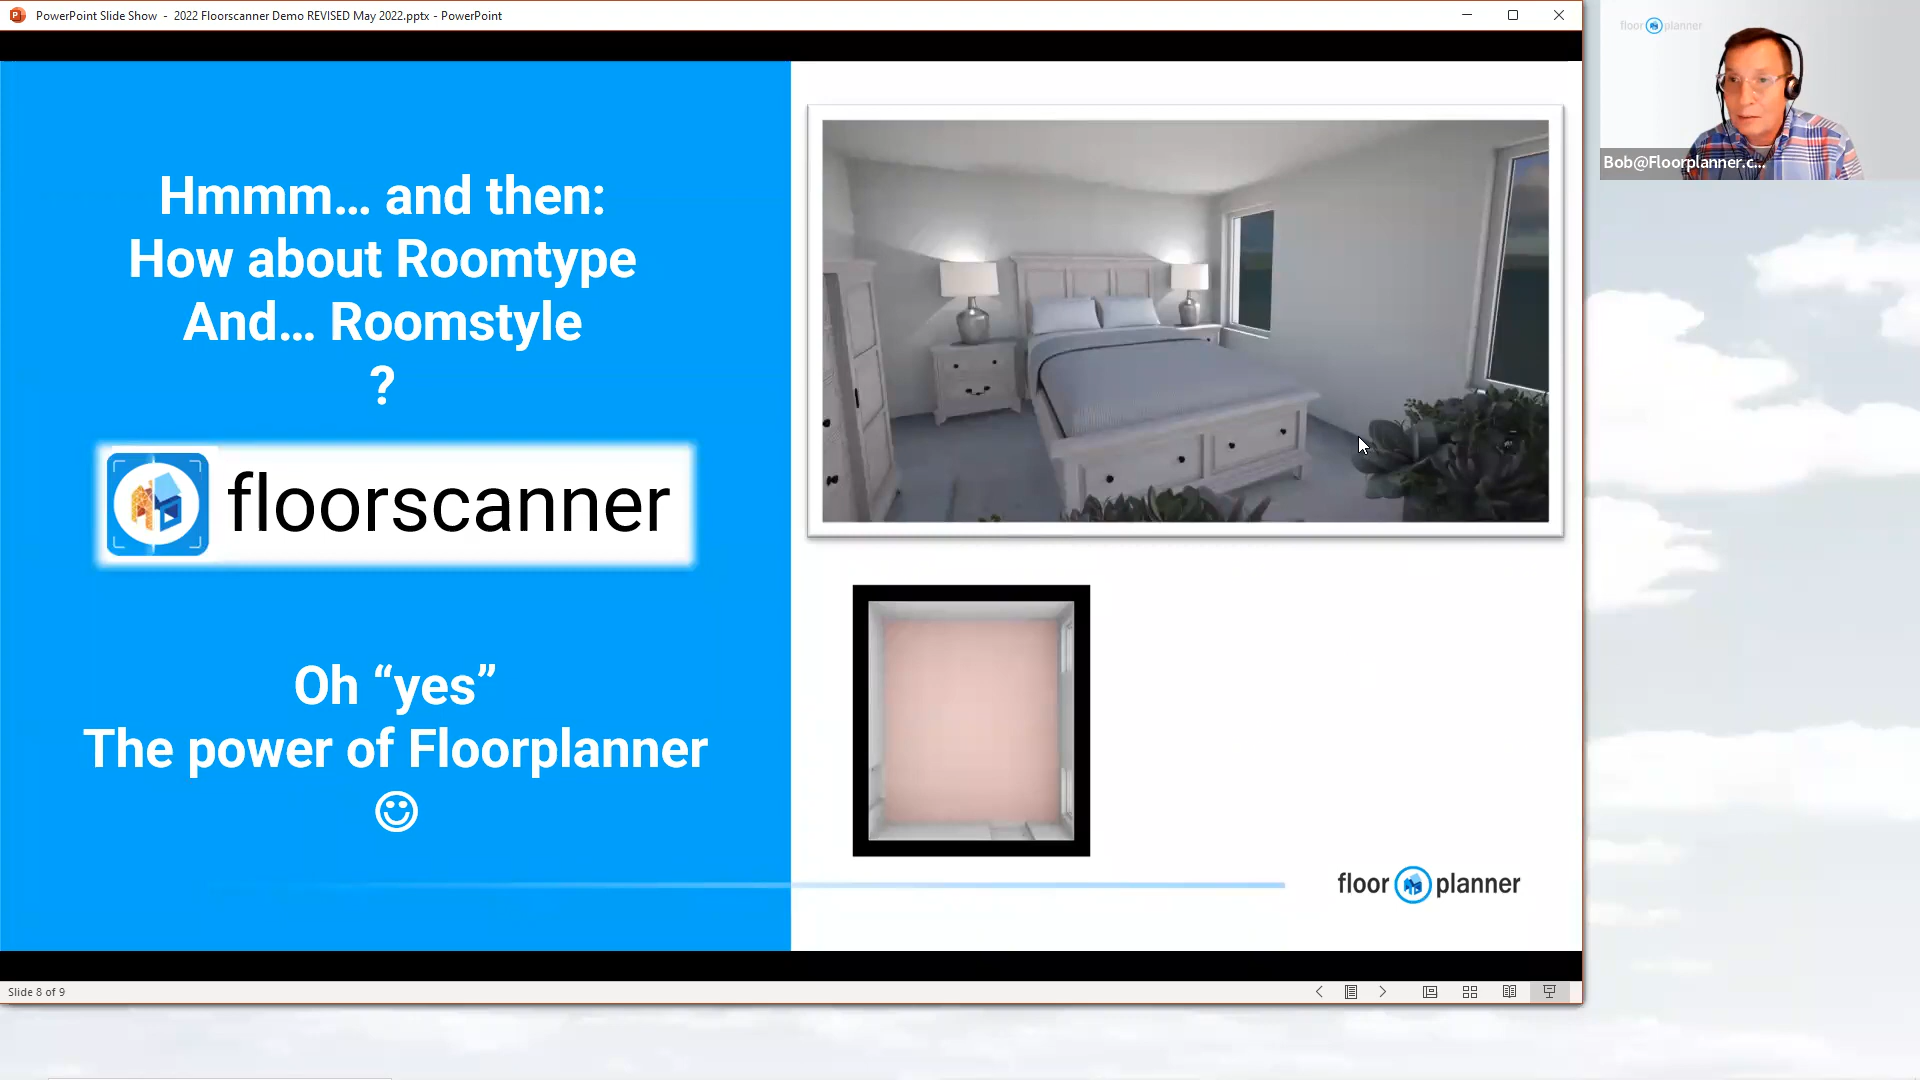 PowerPoint Slide Show - 2022 Floorscanner Demo REVISED May 2022.pptx - PowerPoint
floor planner
Bob@Floorplanner.c...
Hmmm… and then:
How about Roomtype
And… Roomstyle
?
floorscanner
Oh “yes”
The power of Floorplanner
floor planner
Slide 8 of 9